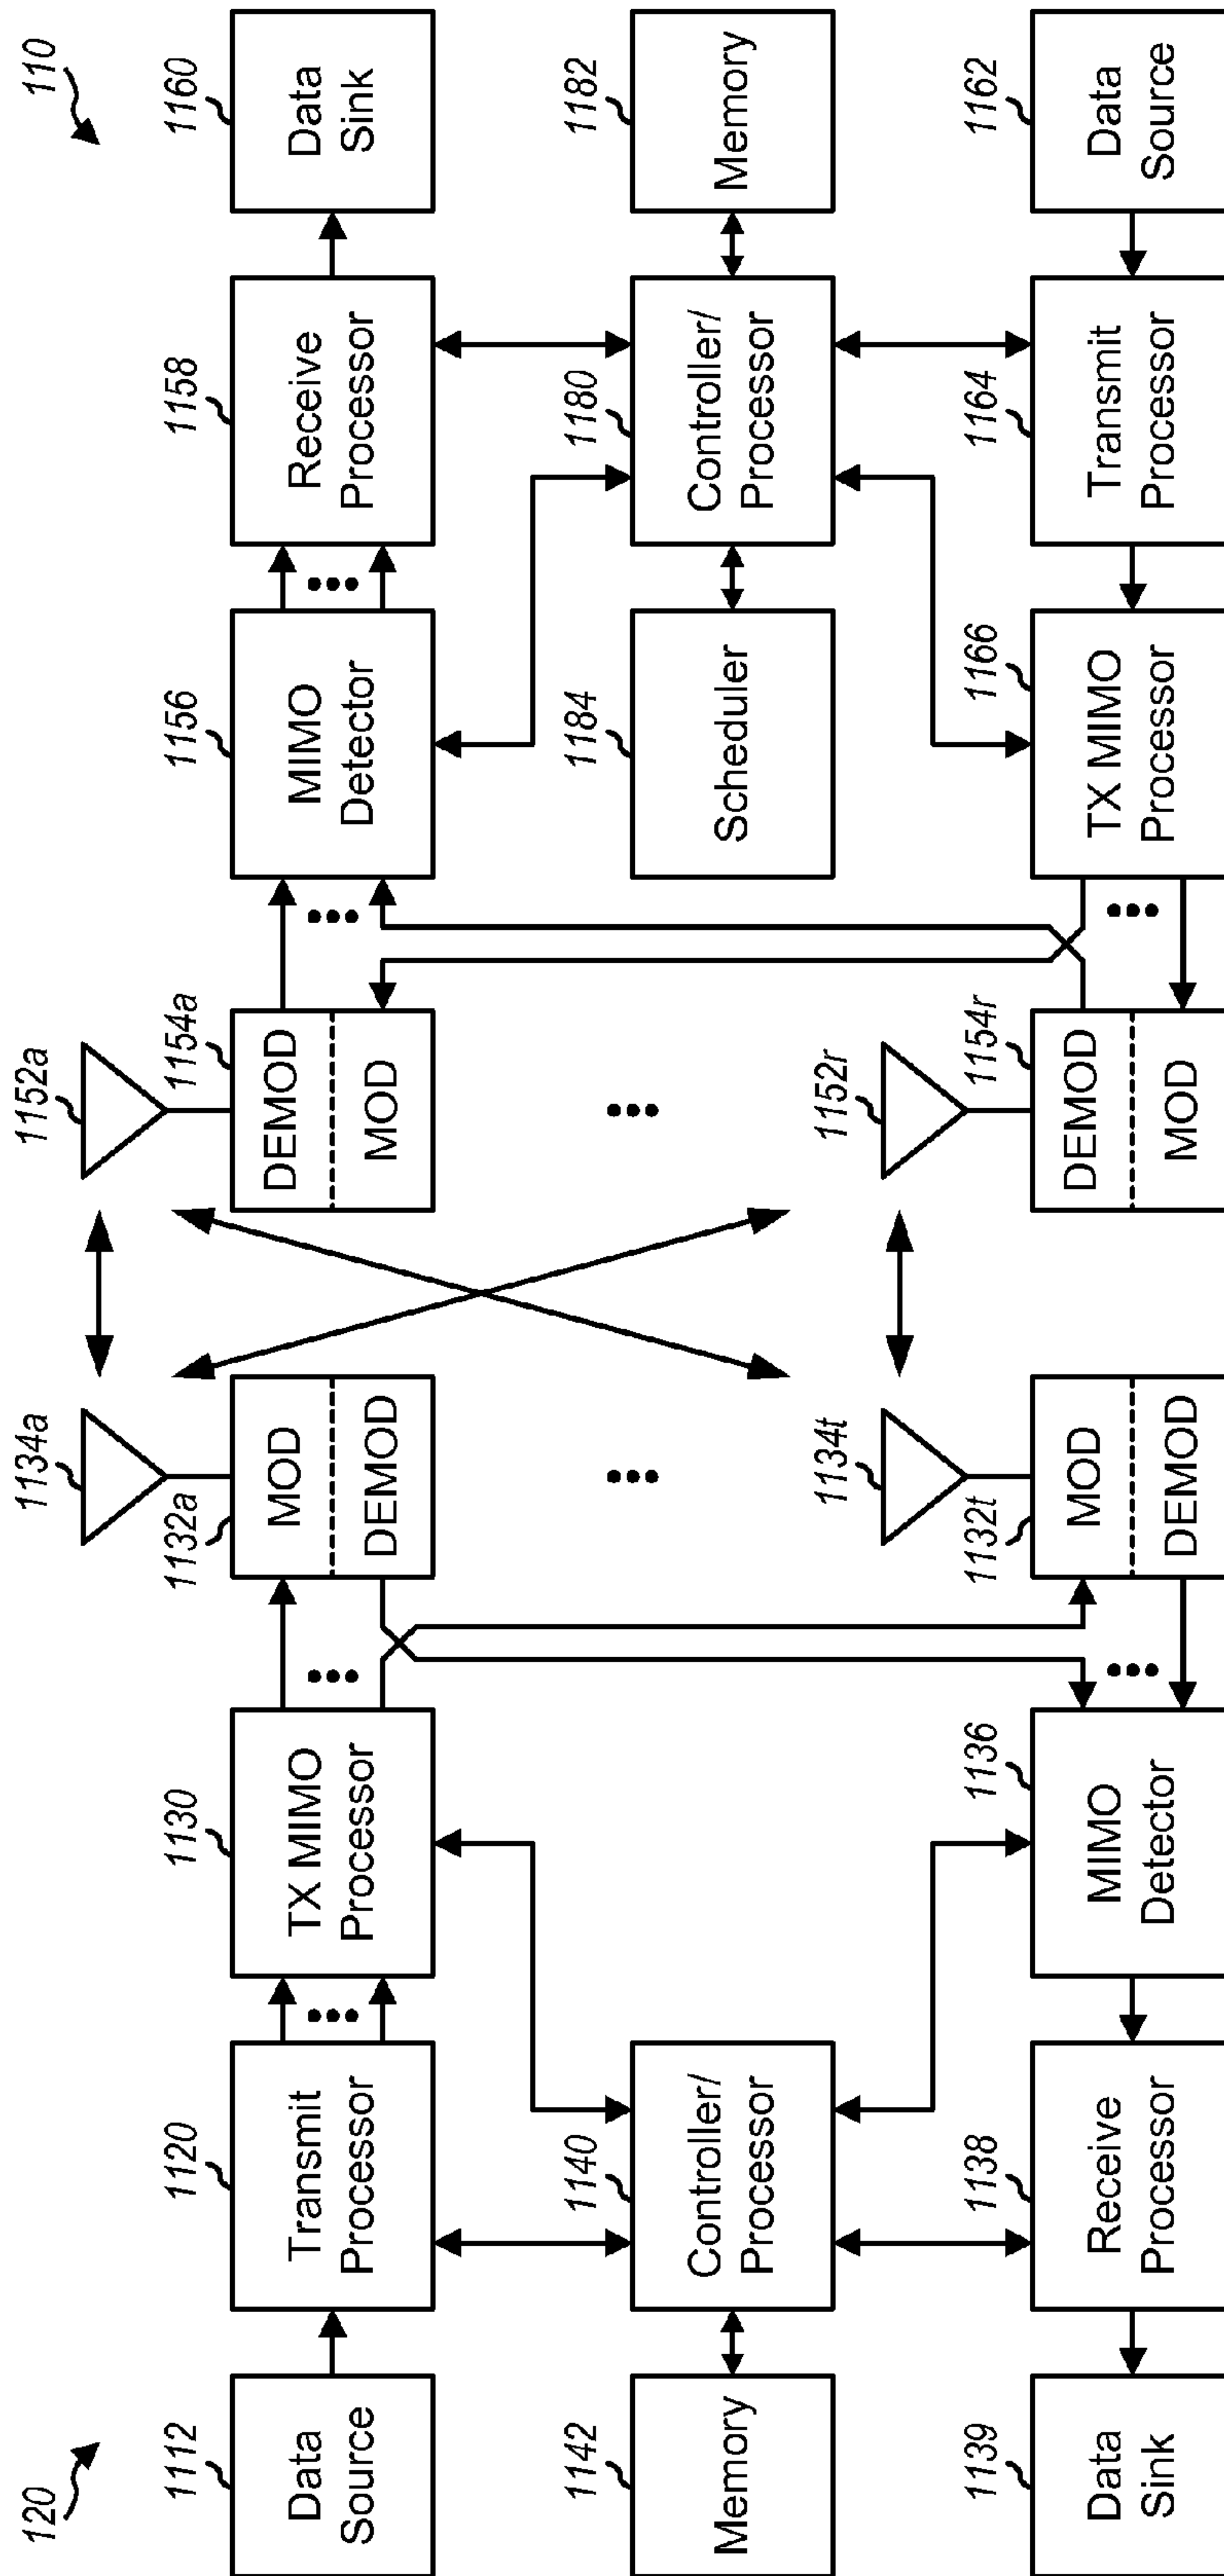 120
110
1134a
1152a
1112
1120
1130
1132a
1154a
1156
1158
1160
Data
Source
Transmit
Processor
TX MIMO
Processor
MOD
DEMOD
DEMOD
MOD
MIMO
Detector
Receive
Processor
Data
Sink
1142
1140
1184
1180
1182
Memory
Controller/
Processor
Scheduler
Controller/
Processor
Memory
1134t
1152r
1139
1138
1136
1132t
1154r
1166
1164
1162
Data
Sink
Receive
Processor
MIMO
Detector
MOD
DEMOD
DEMOD
MOD
TX MIMO
Processor
Transmit
Processor
Data
Source